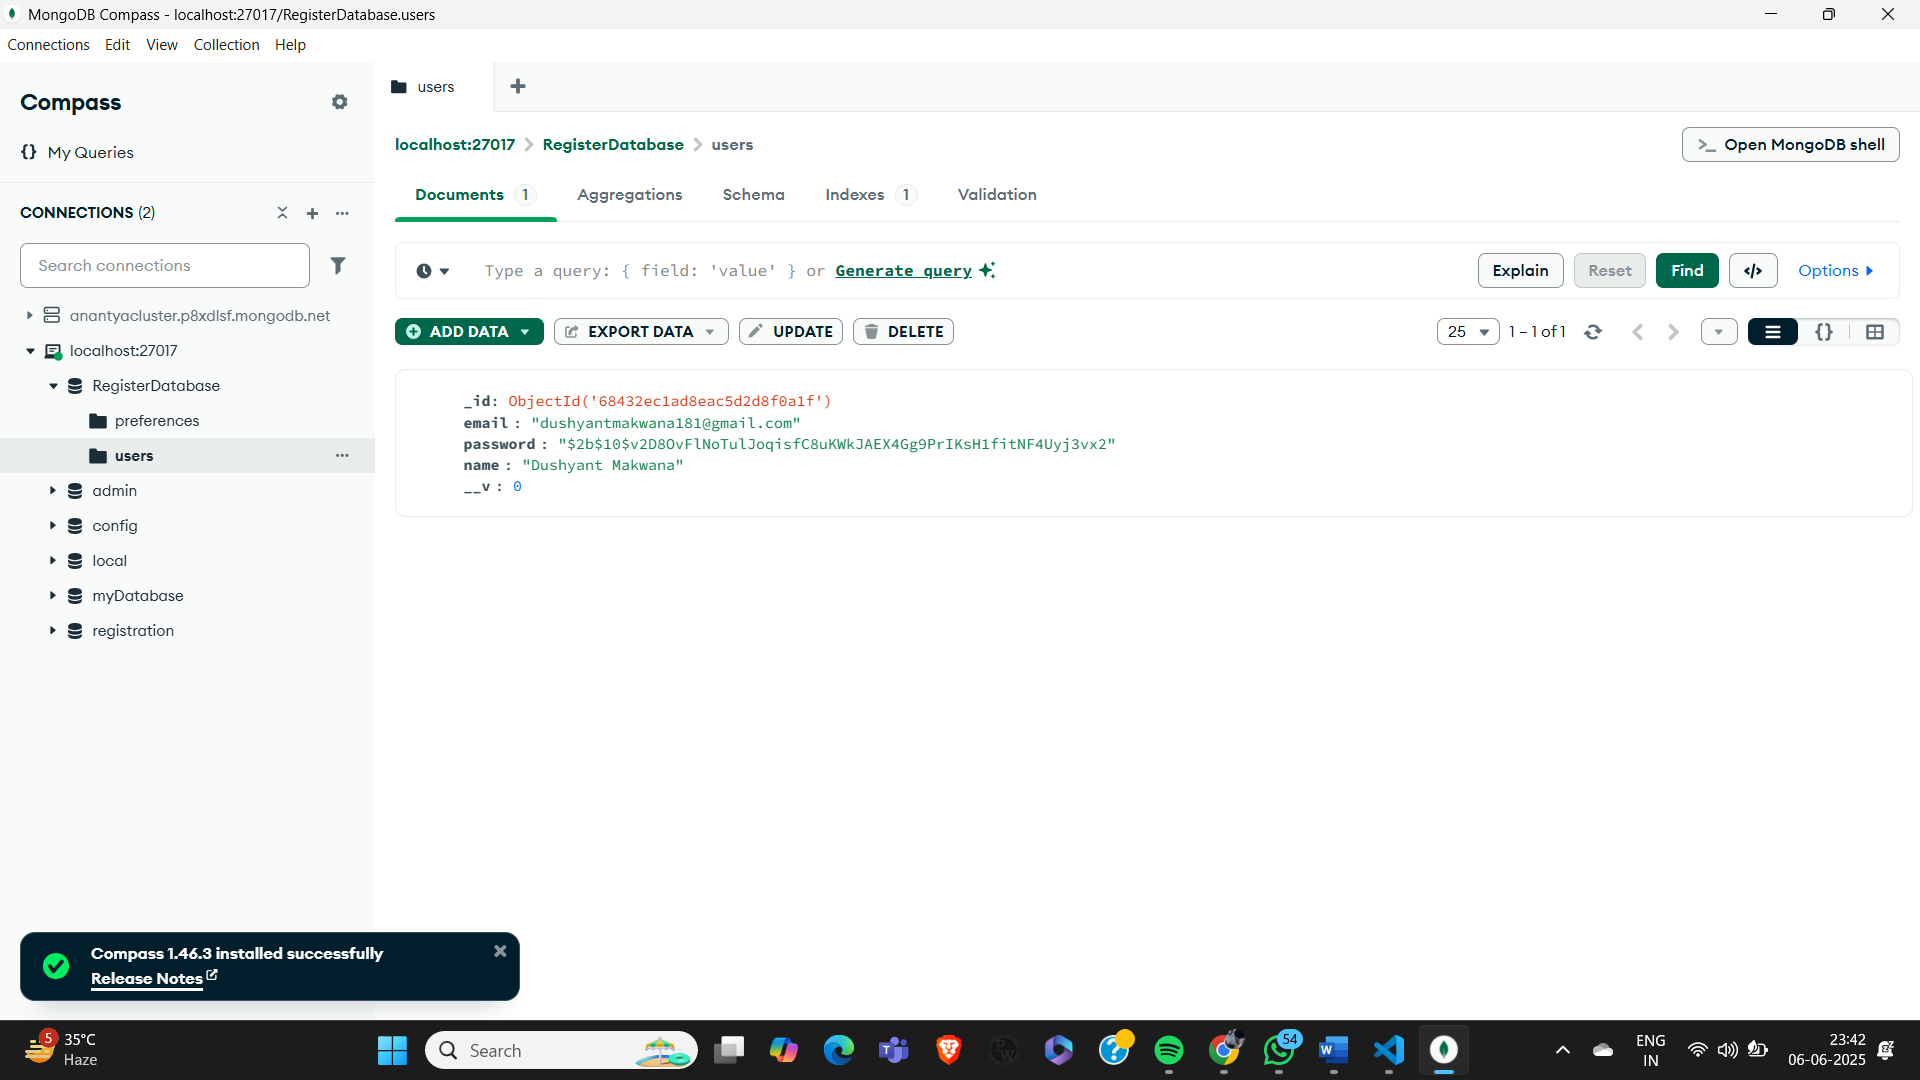 MongoDB Compass - localhost:27017/RegisterDatabase.users
Connections Edit View Collection Help
Compass
{} My Queries
CONNECTIONS (2)
Search connections
anantyacluster.p8xdlsf.mongodb.net
localhost:27017
RegisterDatabase
preferences
users
admin
config
local
myDatabase
registration
users
localhost:27017 > RegisterDatabase > users
>_ Open MongoDB shell
Documents 1 Aggregations Schema Indexes 1 Validation
Type a query: { field: 'value' } or Generate query
Explain Reset Find </> Options
ADD DATA EXPORT DATA UPDATE DELETE
25 1 – 1 of 1 {}
_id: ObjectId('68432ec1ad8eac5d2d8f0a1f')
email : "dushyantmakwana181@gmail.com"
password : "$2b$10$v2D8OvFlNoTulJoqisfC8uKWkJAEX4Gg9PrIKsH1fitNF4Uyj3vx2"
name : "Dushyant Makwana"
__v : 0
Compass 1.46.3 installed successfully
Release Notes
5 35°C
Haze
Search
54
ENG
IN
23:42
06-06-2025